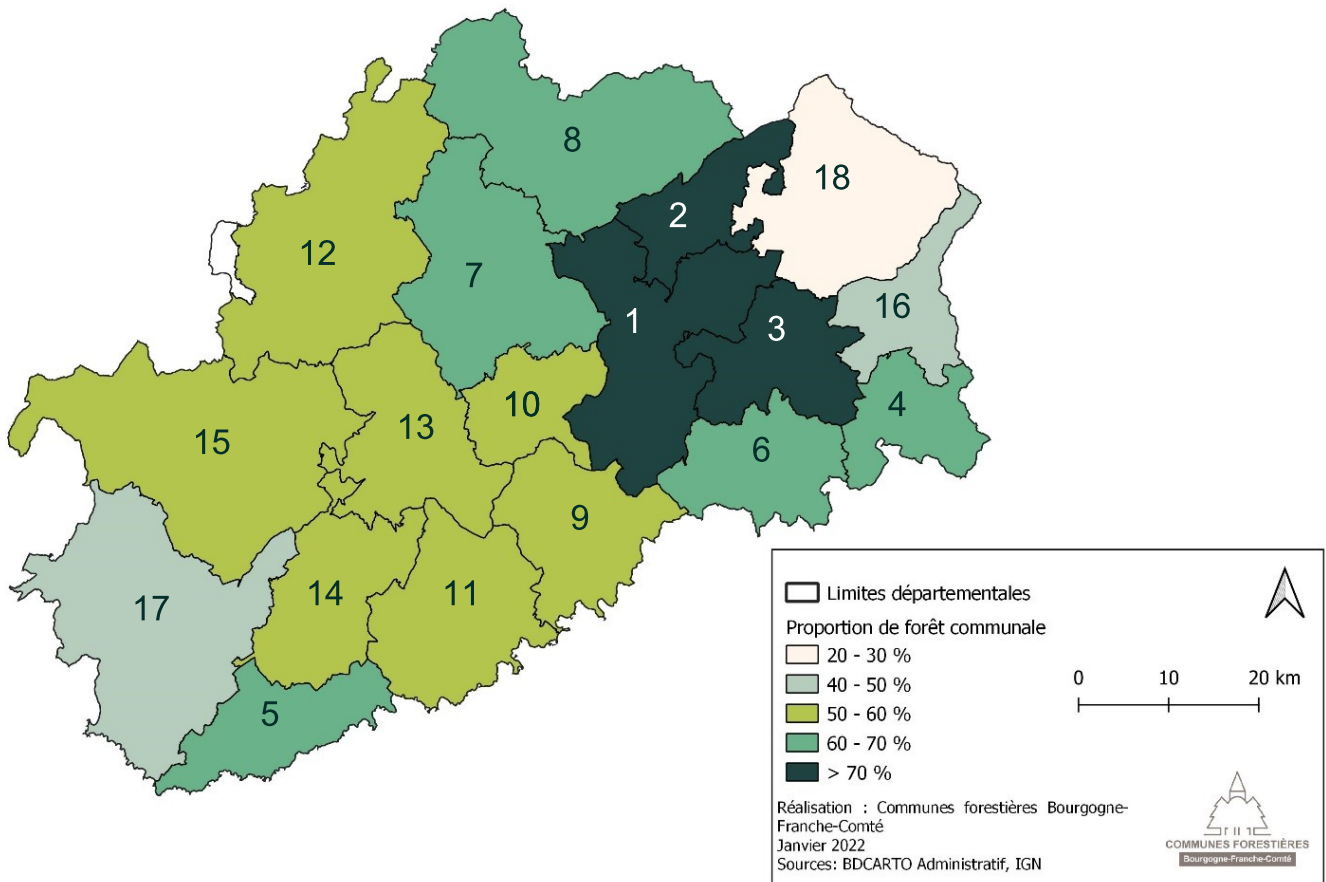 8
18
2
12
7
16
1
3
10
4
13
15
6
9
17
14
11
5
Limites départementales
Proportion de forêt communale
20 - 30 %
40 - 50 %
50 - 60 %
60 - 70 %
> 70 %
0 10 20 km
Réalisation : Communes forestières Bourgogne-
Franche-Comté
Janvier 2022
Sources: BDCARTO Administratif, IGN
COMMUNES FORESTIÈRES
Bourgogne-Franche-Comté